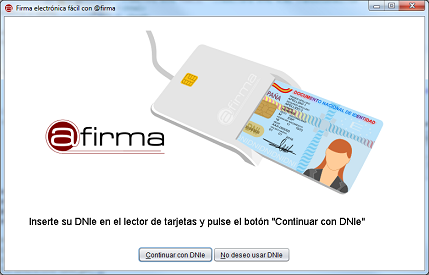 Firma electrónica fácil con @firma
@firma
@firma
DOCUMENTO NACIONAL DE IDENTIDAD
Inserte su DNIe en el lector de tarjetas y pulse el botón "Continuar con DNIe"
Continuar con DNIe
No deseo usar DNIe